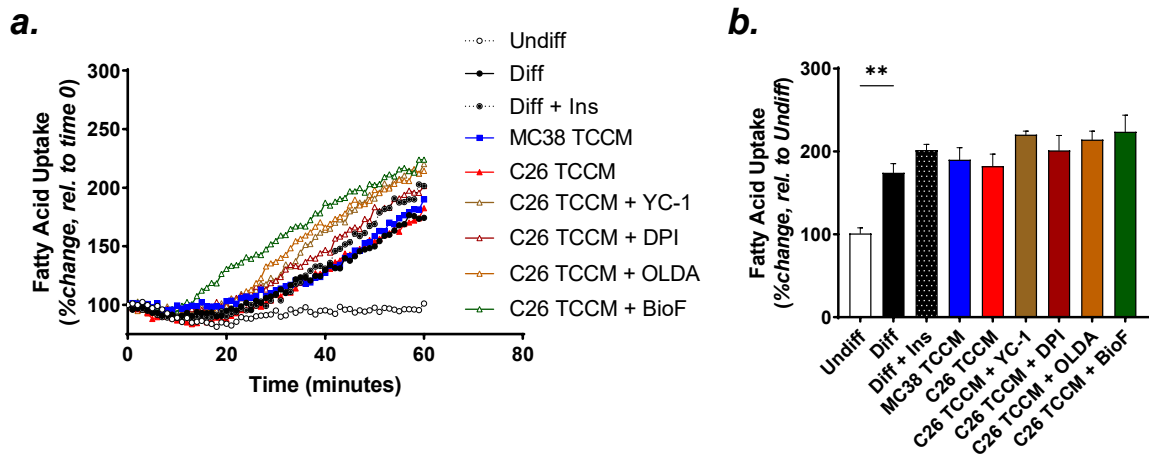 a.
Fatty Acid Uptake
(%change, rel. to time 0)
300
250
200
150
100
0
20
40
60
80
Time (minutes)
Undiff
Diff
Diff + Ins
MC38 TCCM
C26 TCCM
C26 TCCM + YC-1
C26 TCCM + DPI
C26 TCCM + OLDA
C26 TCCM + BioF
b.
Fatty Acid Uptake
(%change, rel. to Undiff)
300
200
100
0
**
Undiff
Diff
Diff + Ins
MC38 TCCM
C26 TCCM
C26 TCCM + YC-1
C26 TCCM + DPI
C26 TCCM + OLDA
C26 TCCM + BioF